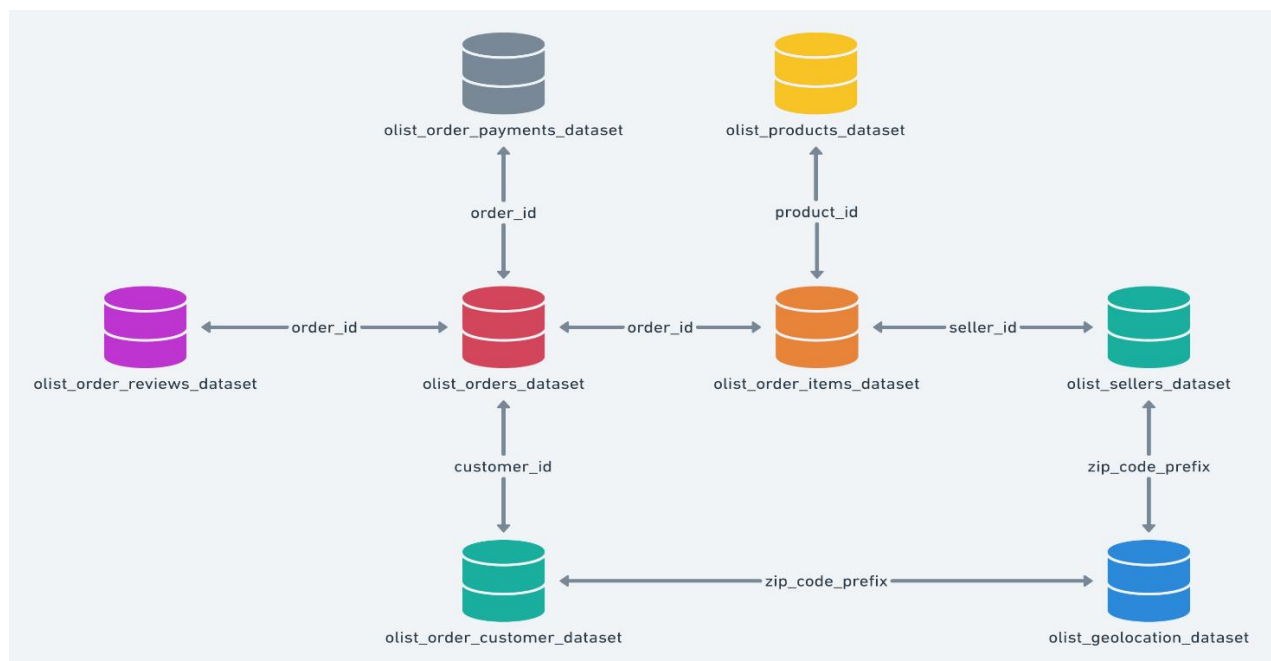 olist_order_payments_dataset
olist_products_dataset
order_id
product_id
order_id
order_id
seller_id
olist_order_reviews_dataset
olist_orders_dataset
olist_order_items_dataset
olist_sellers_dataset
customer_id
zip_code_prefix
zip_code_prefix
olist_order_customer_dataset
olist_geolocation_dataset